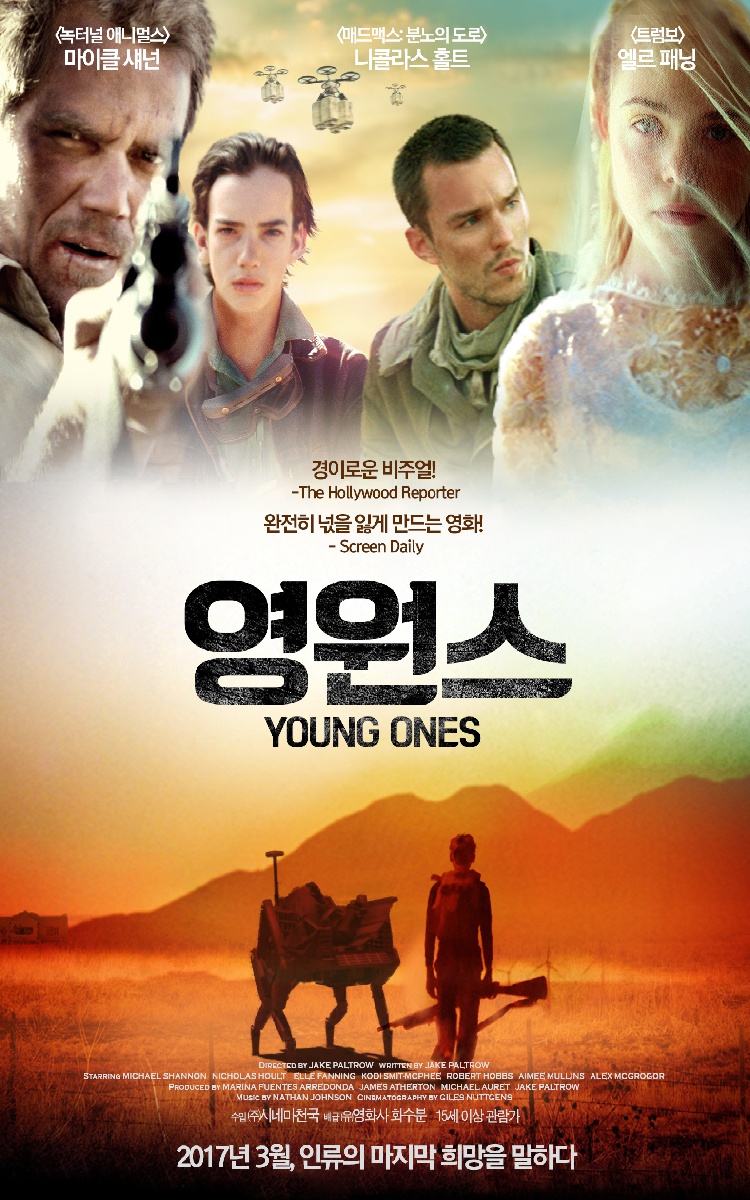 <녹터널 애니멀스>
마이클 섀넌
<매드맥스: 분노의 도로>
니콜라스 홀트
<트럼보>
엘르 패닝
경이로운 비주얼!
-The Hollywood Reporter
완전히 넋을 잃게 만드는 영화!
- Screen Daily
영원스
YOUNG ONES
DIRECTED BY JAKE PALTROW WRITTEN BY JAKE PALTROW
STARRING MICHAEL SHANNON NICHOLAS HOULT ELLE FANNING KODI SMIT-MCPHEE ROBERT HOBBS AIMEE MULLINS ALEX MCGREGOR
PRODUCED BY MARINA FUENTES ARREDONDA JAMES ATHERTON MICHAEL AURET JAKE PALTROW
MUSIC BY NATHAN JOHNSON CINEMATOGRAPHY BY GILES NUTTGENS
수입 (주)시네마천국 배급 (유)영화사 화수분 15세 이상 관람가
2017년 3월, 인류의 마지막 희망을 말하다